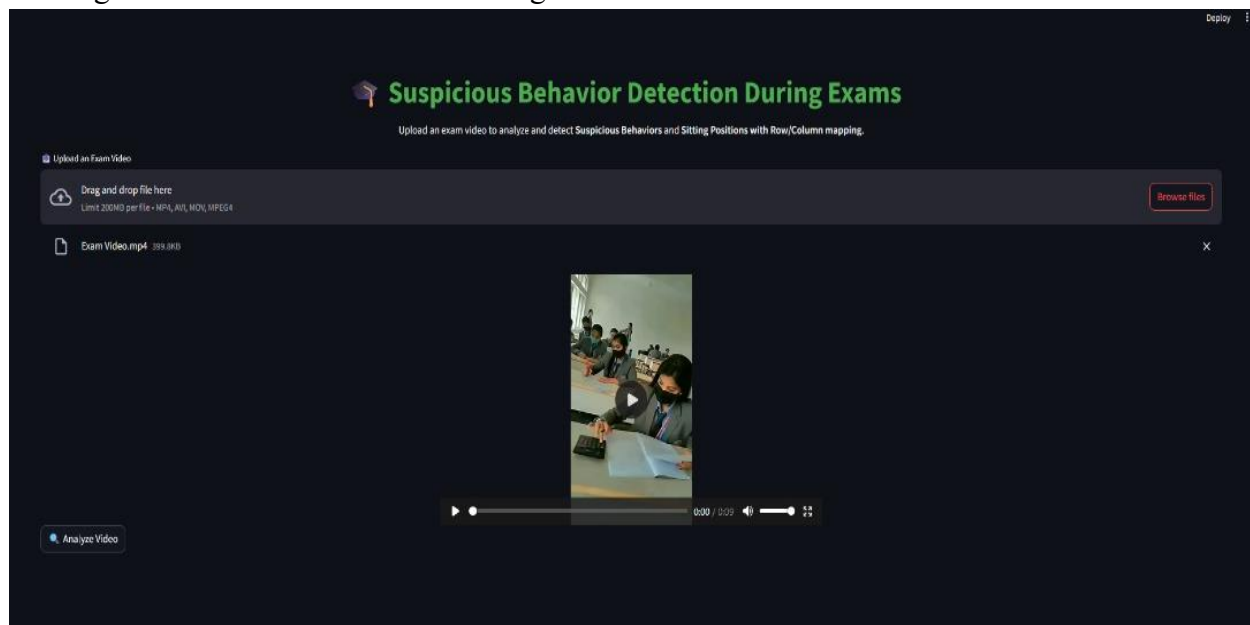 Deploy
Suspicious Behavior Detection During Exams
Upload an exam video to analyze and detect Suspicious Behaviors and Sitting Positions with Row/Column mapping.
Upload an Exam Video
Drag and drop file here
Limit 200MB per file • MP4, AVI, MOV, MPEG4
Browse files
Exam Video.mp4 399.8KB
0:00 / 0:09
Analyze Video